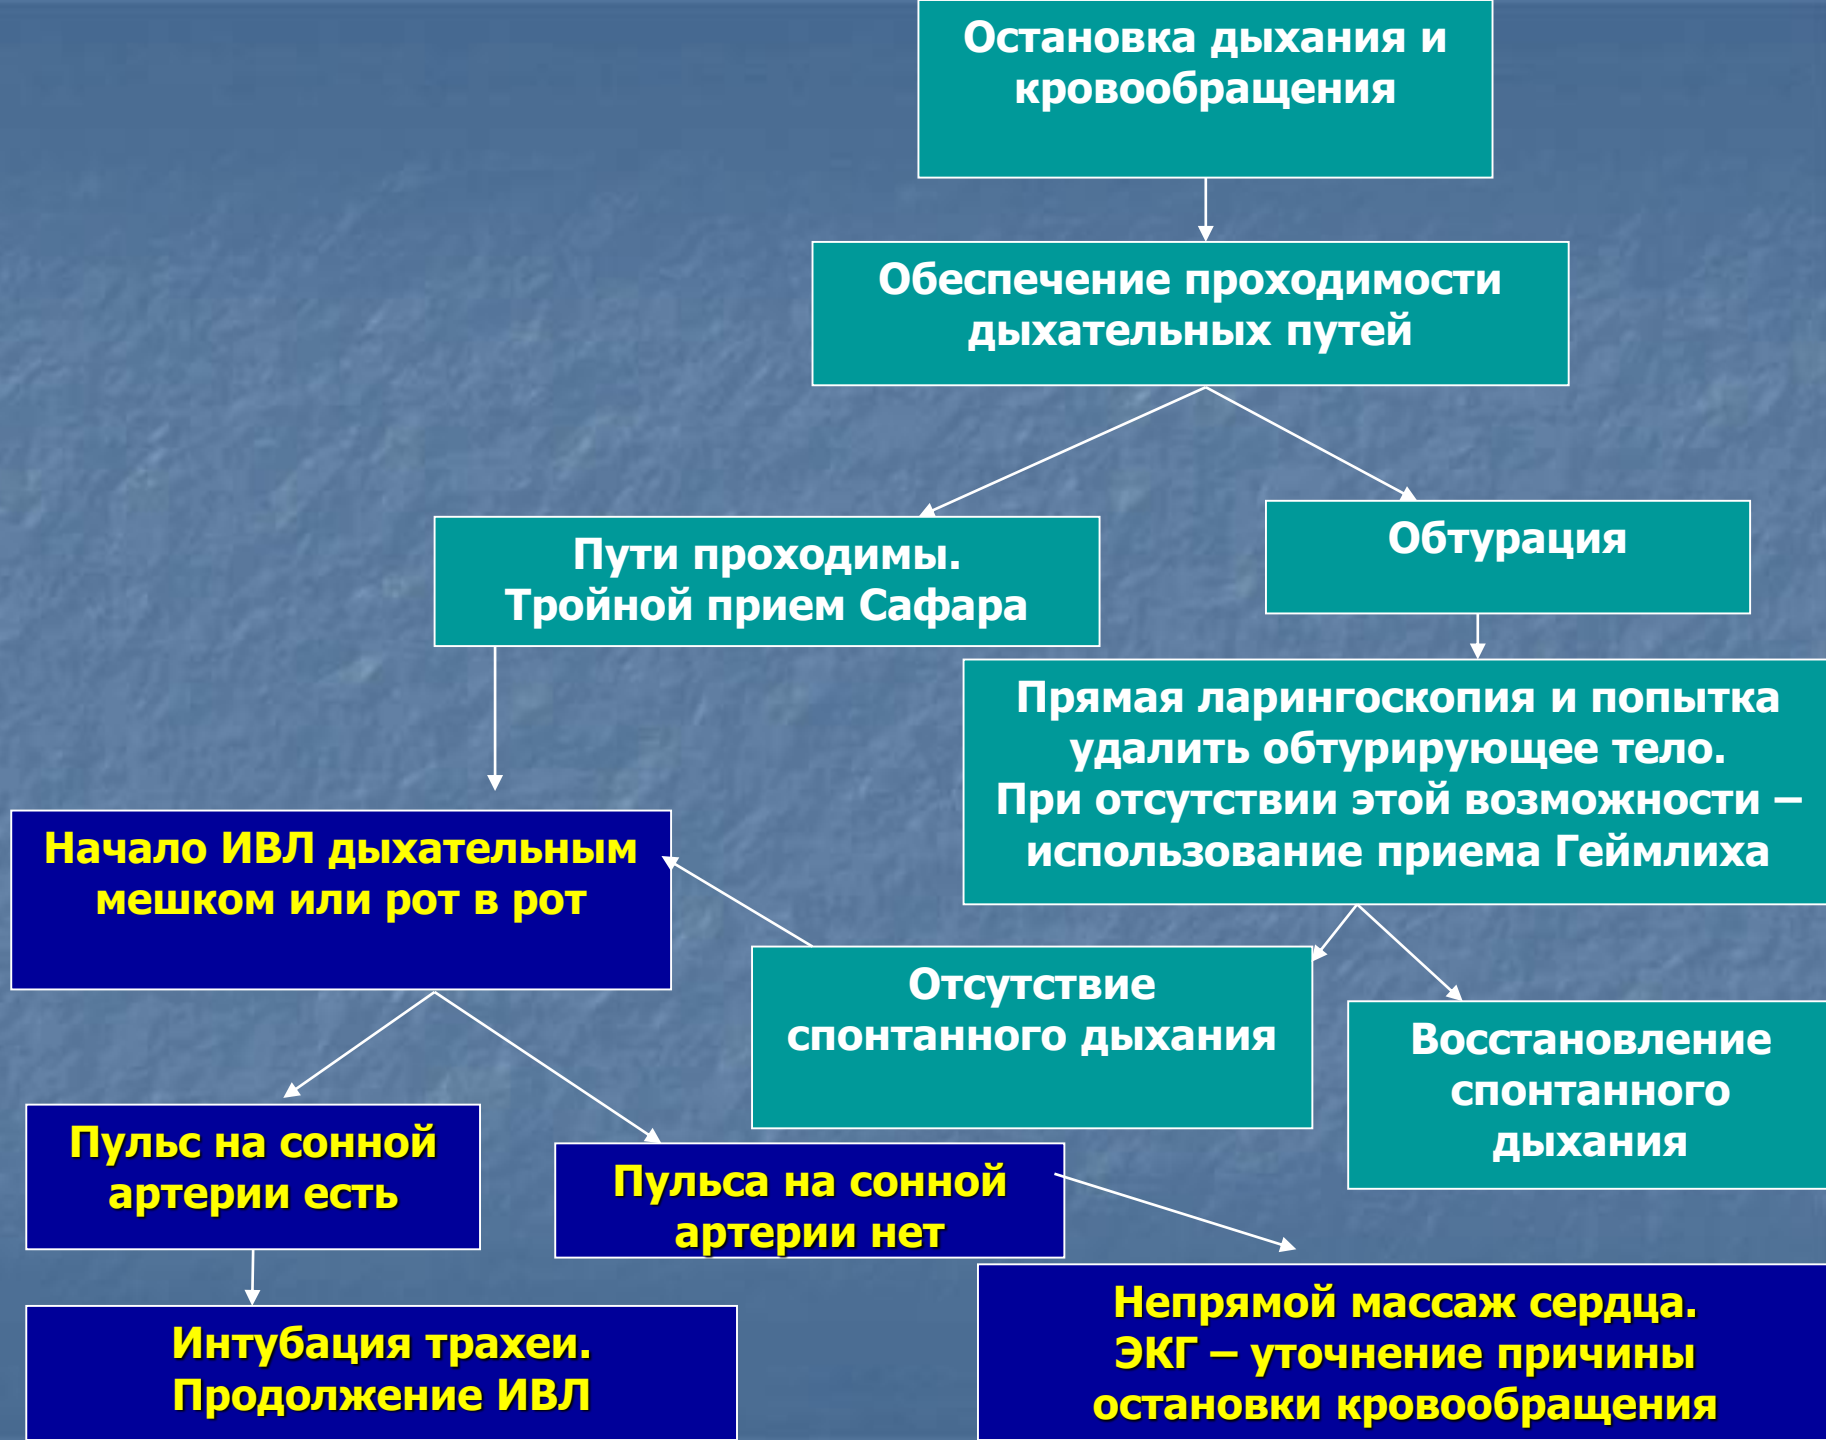 Остановка дыхания и
кровообращения
Обеспечение проходимости
дыхательных путей
Пути проходимы.
Тройной прием Сафара
Обтурация
Прямая ларингоскопия и попытка
удалить обтурирующее тело.
При отсутствии этой возможности –
использование приема Геймлиха
Начало ИВЛ дыхательным
мешком или рот в рот
Отсутствие
спонтанного дыхания
Восстановление
спонтанного
дыхания
Пульс на сонной
артерии есть
Пульса на сонной
артерии нет
Интубация трахеи.
Продолжение ИВЛ
Непрямой массаж сердца.
ЭКГ – уточнение причины
остановки кровообращения